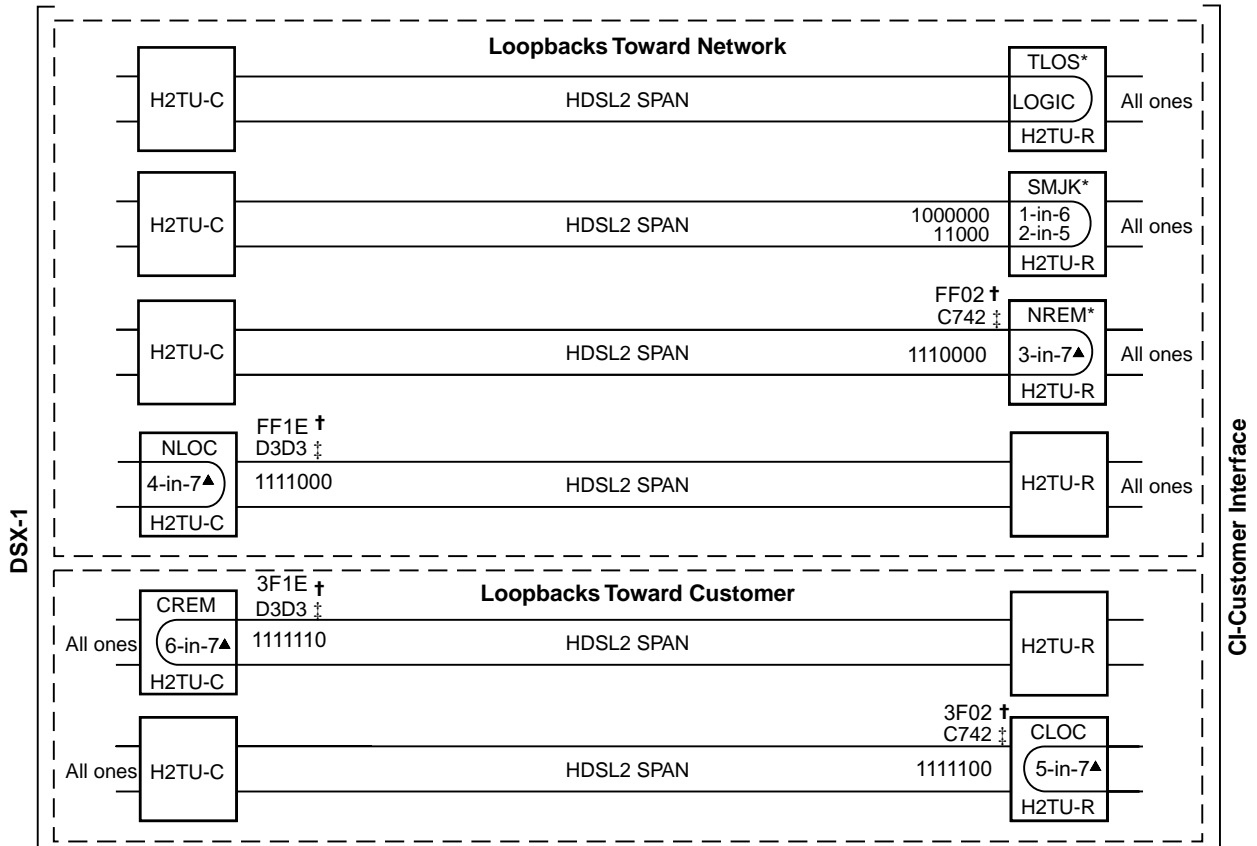 Loopbacks Toward Network
H2TU-C
HDSL2 SPAN
TLOS*
LOGIC
H2TU-R
All ones
H2TU-C
HDSL2 SPAN
1000000
11000
SMJK*
1-in-6
2-in-5
H2TU-R
All ones
H2TU-C
HDSL2 SPAN
FF02 †
C742 ‡
1110000
NREM*
3-in-7▲
H2TU-R
All ones
NLOC
4-in-7▲
H2TU-C
FF1E †
D3D3 ‡
1111000
HDSL2 SPAN
H2TU-R
All ones
DSX-1
CI-Customer Interface
Loopbacks Toward Customer
All ones
CREM
6-in-7▲
H2TU-C
3F1E †
D3D3 ‡
1111110
HDSL2 SPAN
H2TU-R
All ones
H2TU-C
HDSL2 SPAN
3F02 †
C742 ‡
1111100
CLOC
5-in-7▲
H2TU-R